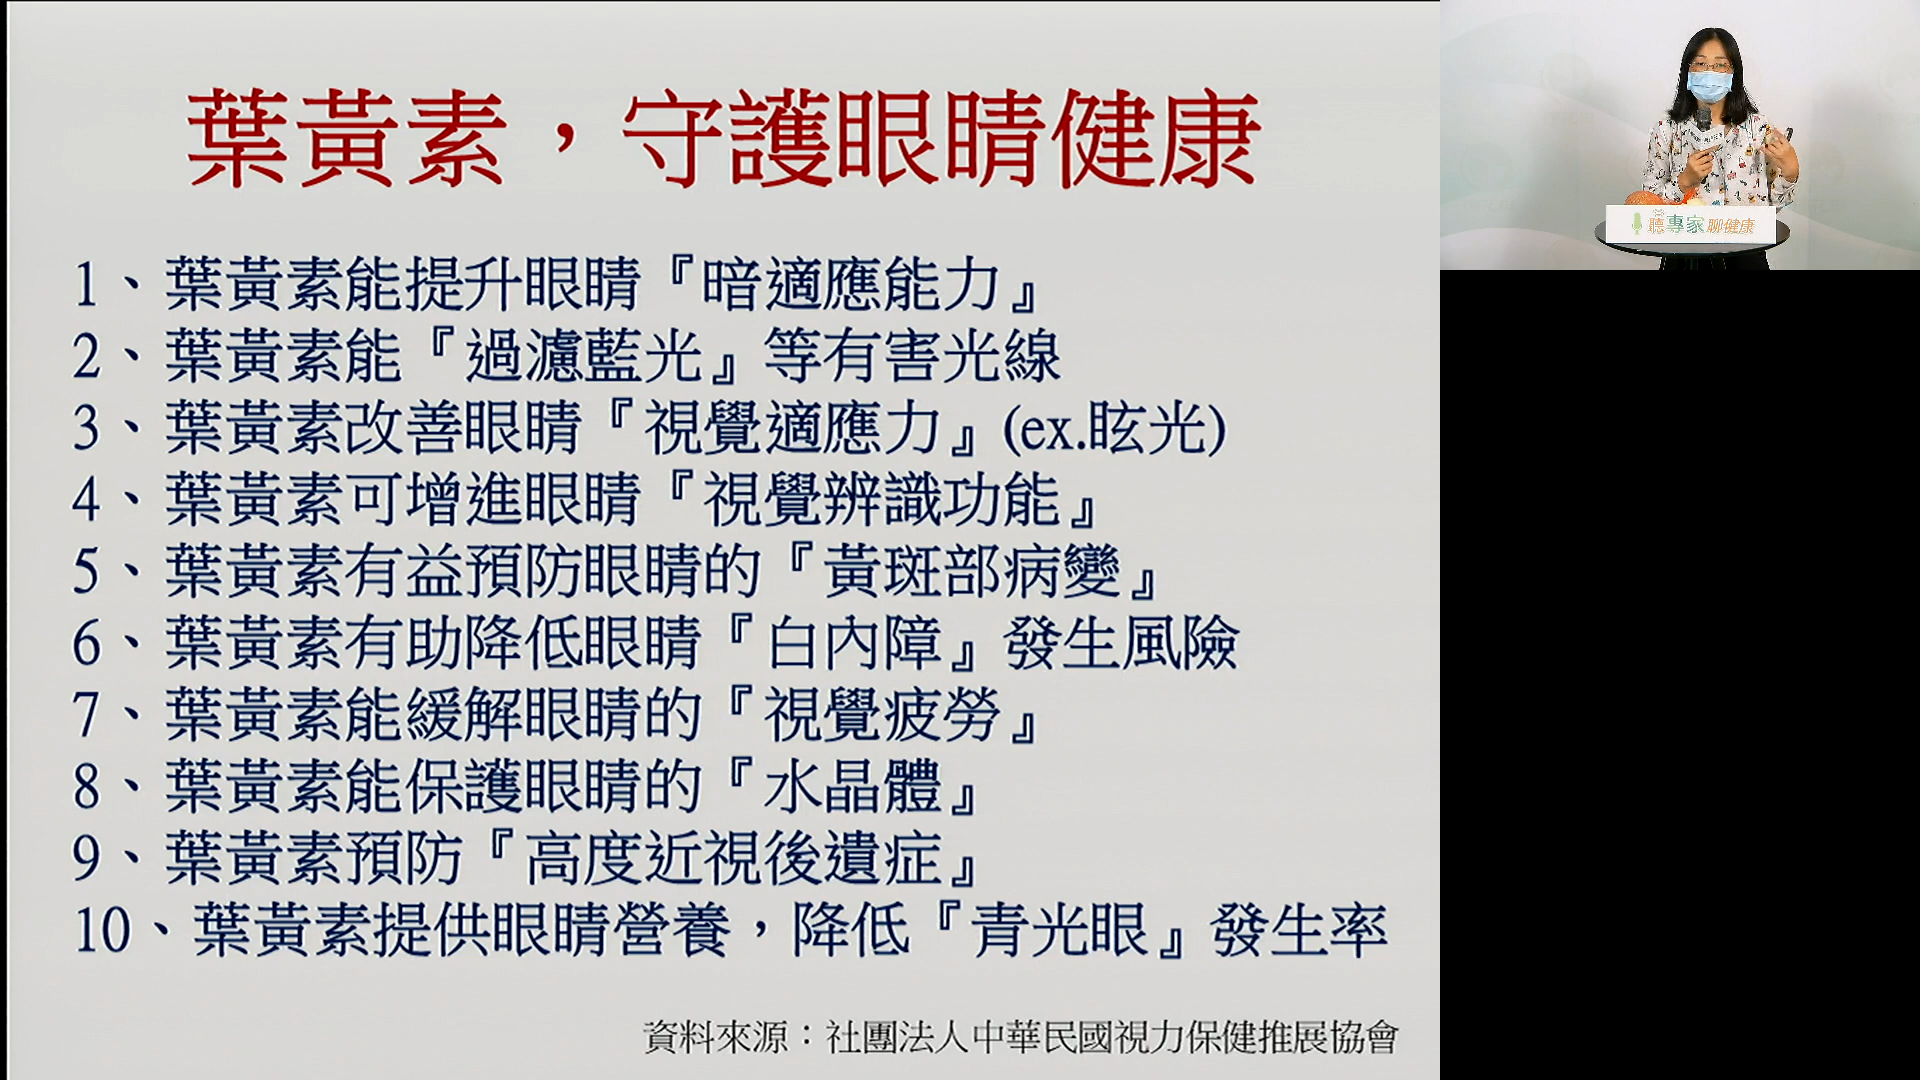 葉黃素，守護眼睛健康
1、葉黃素能提升眼睛『暗適應能力』
2、葉黃素能『過濾藍光』等有害光線
3、葉黃素改善眼睛『視覺適應力』(ex.眩光)
4、葉黃素可增進眼睛『視覺辨識功能』
5、葉黃素有益預防眼睛的『黃斑部病變』
6、葉黃素有助降低眼睛『白內障』發生風險
7、葉黃素能緩解眼睛的『視覺疲勞』
8、葉黃素能保護眼睛的『水晶體』
9、葉黃素預防『高度近視後遺症』
10、葉黃素提供眼睛營養，降低『青光眼』發生率
資料來源：社團法人中華民國視力保健推展協會
聽專家聊健康